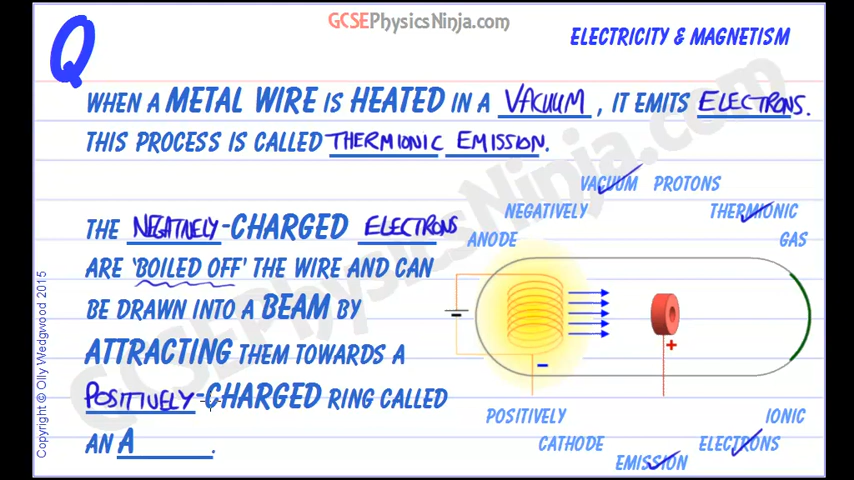 GCSEPhysicsNinja.com
Q
ELECTRICITY & MAGNETISM
WHEN A METAL WIRE IS HEATED IN A VACUUM, IT EMITS ELECTRONS.
THIS PROCESS IS CALLED THERMIONIC EMISSION.
VACUUM PROTONS
NEGATIVELY THERMIONIC
ANODE GAS
THE NEGATIVELY-CHARGED ELECTRONS
ARE 'BOILED OFF' THE WIRE AND CAN
BE DRAWN INTO A BEAM BY
ATTRACTING THEM TOWARDS A
POSITIVELY-CHARGED RING CALLED
AN A______.
- - +
POSITIVELY IONIC
CATHODE ELECTRONS
EMISSION
Copyright © Olly Wedgwood 2015
GCSEPhysicsNinja.com